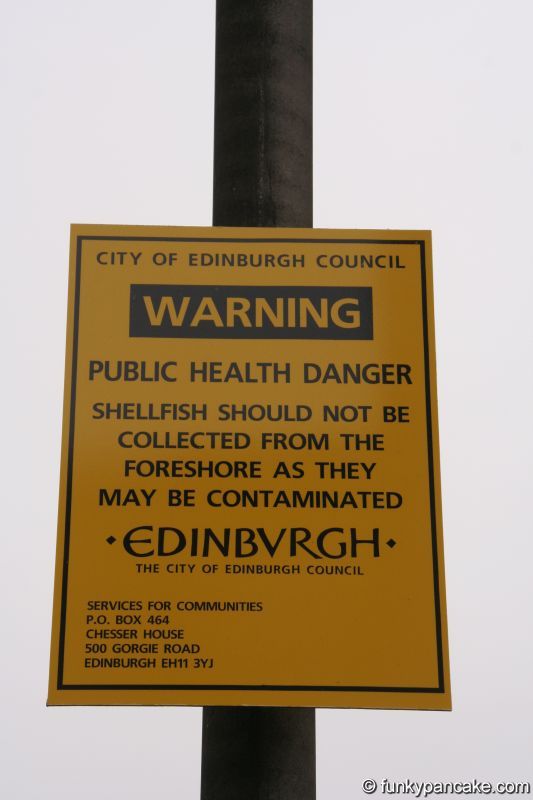 CITY OF EDINBURGH COUNCIL
WARNING
PUBLIC HEALTH DANGER
SHELLFISH SHOULD NOT BE
COLLECTED FROM THE
FORESHORE AS THEY
MAY BE CONTAMINATED
·EDINBVRGH·
THE CITY OF EDINBURGH COUNCIL
SERVICES FOR COMMUNITIES
P.O. BOX 464
CHESSER HOUSE
500 GORGIE ROAD
EDINBURGH EH11 3YJ
© funkypancake.com